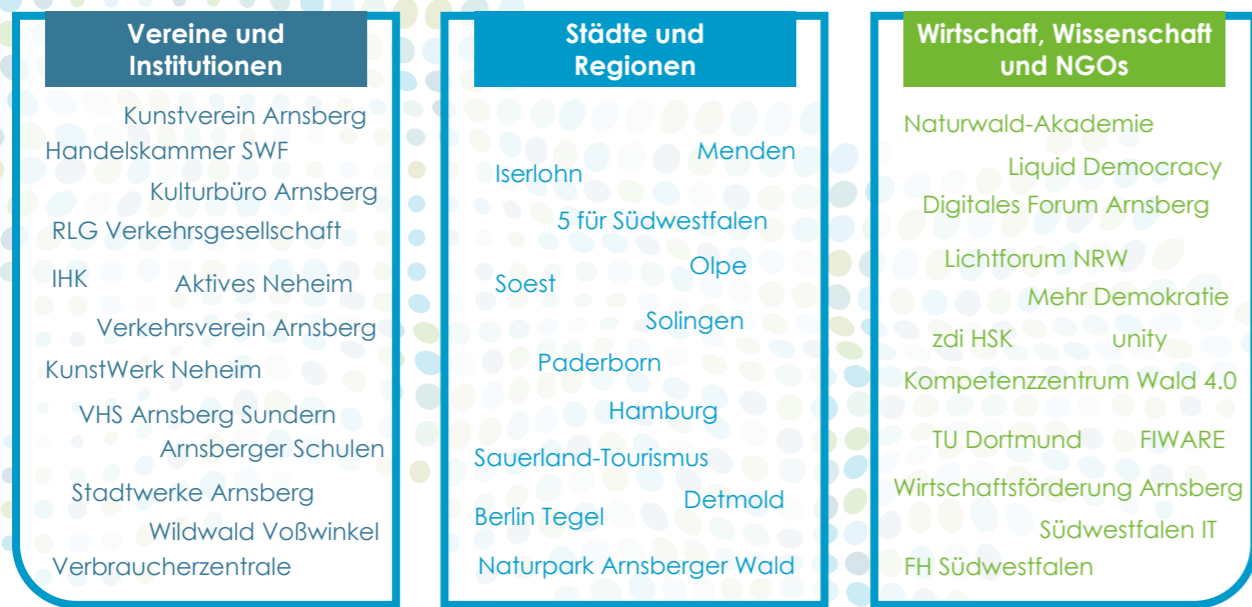 Vereine und
Institutionen
Kunstverein Arnsberg
Handelskammer SWF
Kulturbüro Arnsberg
RLG Verkehrsgesellschaft
IHK
Aktives Neheim
Verkehrsverein Arnsberg
KunstWerk Neheim
VHS Arnsberg Sundern
Arnsberger Schulen
Stadtwerke Arnsberg
Wildwald Voßwinkel
Verbraucherzentrale
Städte und
Regionen
Menden
Iserlohn
5 für Südwestfalen
Olpe
Soest
Solingen
Paderborn
Hamburg
Sauerland-Tourismus
Detmold
Berlin Tegel
Naturpark Arnsberger Wald
Wirtschaft, Wissenschaft
und NGOs
Naturwald-Akademie
Liquid Democracy
Digitales Forum Arnsberg
Lichtforum NRW
Mehr Demokratie
zdi HSK
unity
Kompetenzzentrum Wald 4.0
TU Dortmund
FIWARE
Wirtschaftsförderung Arnsberg
Südwestfalen IT
FH Südwestfalen